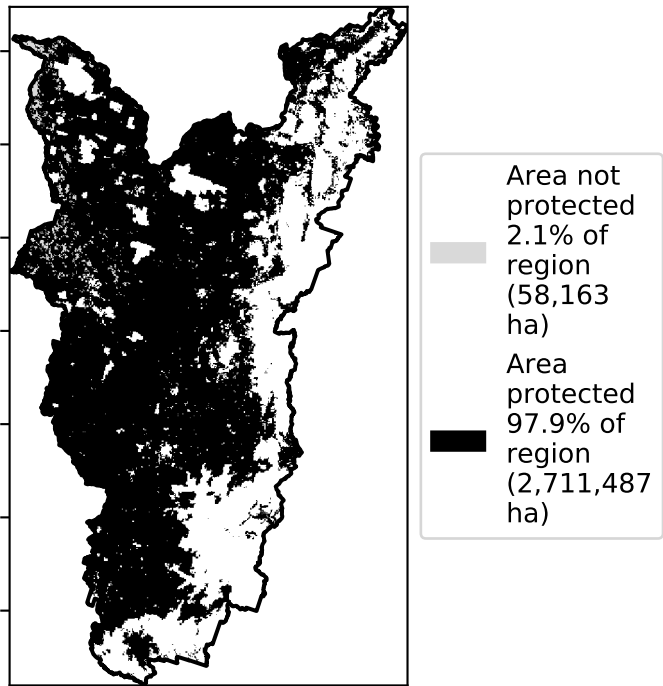 Area not
protected
2.1% of
region
(58,163
ha)
Area
protected
97.9% of
region
(2,711,487
ha)